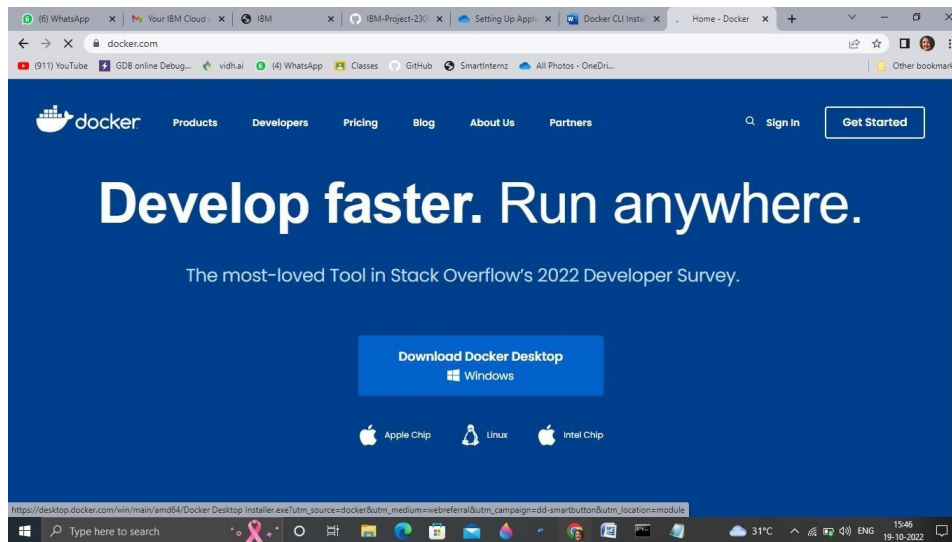 (6) WhatsApp
Your IBM Cloud
IBM
IBM-Project-230
Setting Up Appl
Docker CLI Instal
Home - Docker
docker.com
(911) YouTube
GDB online Debug...
vidh.ai
(4) WhatsApp
Classes
GitHub
SmartInternz
All Photos - OneDri...
Other bookmark
docker
Products
Developers
Pricing
Blog
About Us
Partners
Sign In
Get Started
Develop faster. Run anywhere.
The most-loved Tool in Stack Overflow's 2022 Developer Survey.
Download Docker Desktop
Windows
Apple Chip
Linux
Intel Chip
https://desktop.docker.com/win/main/amd64/Docker Desktop Installer.exe?utm_source=docker&utm_medium=webreferral&utm_campaign=dd-smartbutton&utm_location=module
Type here to search
31°C
ENG
15:46
19-10-2022